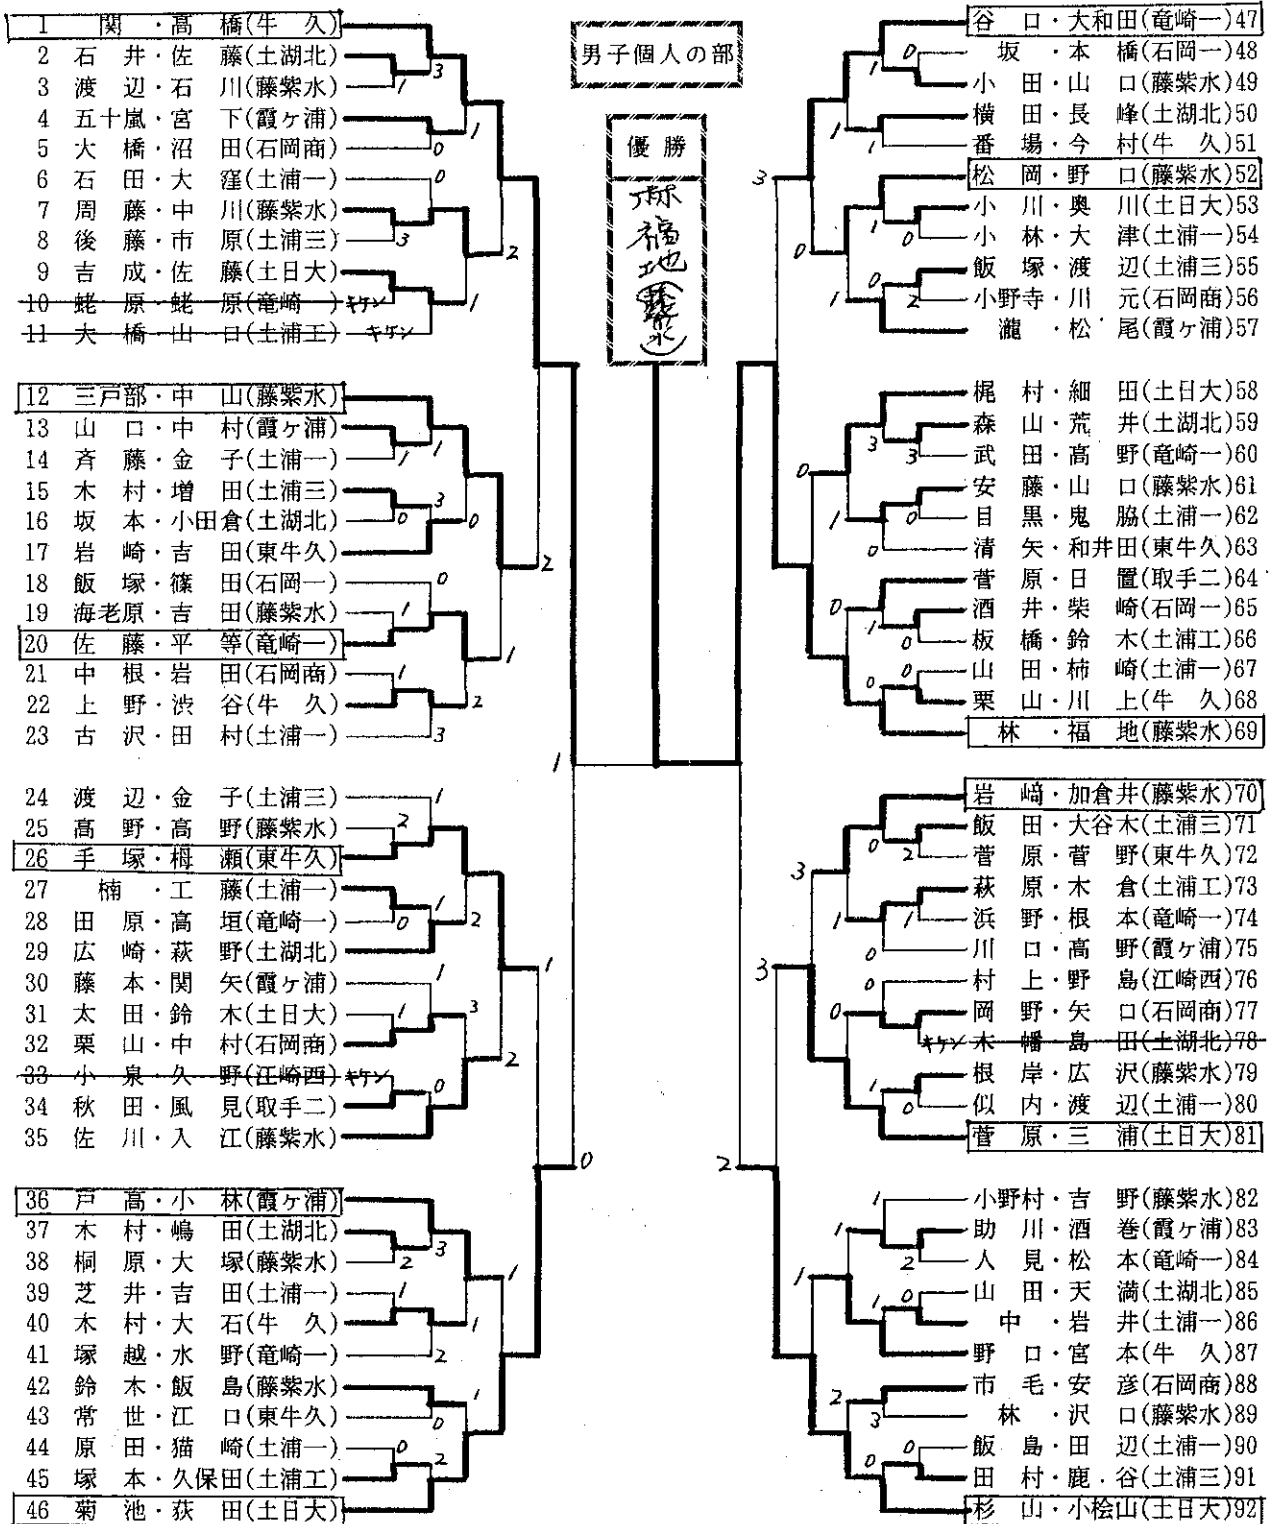 男子個人の部
優勝
林
福地
(藤紫水)
1 関・高橋(牛久)
2 石井・佐藤(土湖北)
3 渡辺・石川(藤紫水)
4 五十嵐・宮下(霞ヶ浦)
5 大橋・沼田(石岡商)
6 石田・大窪(土浦一)
7 周藤・中川(藤紫水)
8 後藤・市原(土浦三)
9 吉成・佐藤(土日大)
10 蛯原・蛯原(竜崎一)キケン
11 大橋・山口(土浦工)キケン
12 三戸部・中山(藤紫水)
13 山口・中村(霞ヶ浦)
14 斉藤・金子(土浦一)
15 木村・増田(土浦三)
16 坂本・小田倉(土湖北)
17 岩崎・吉田(東牛久)
18 飯塚・篠田(石岡一)
19 海老原・吉田(藤紫水)
20 佐藤・平等(竜崎一)
21 中根・岩田(石岡商)
22 上野・渋谷(牛久)
23 古沢・田村(土浦一)
24 渡辺・金子(土浦三)
25 高野・高野(藤紫水)
26 手塚・栂瀬(東牛久)
27 楠・工藤(土浦一)
28 田原・高垣(竜崎一)
29 広崎・萩野(土湖北)
30 藤本・関矢(霞ヶ浦)
31 太田・鈴木(土日大)
32 栗山・中村(石岡商)
33 小泉・久野(江崎西)キケン
34 秋田・風見(取手二)
35 佐川・入江(藤紫水)
36 戸高・小林(霞ヶ浦)
37 木村・嶋田(土湖北)
38 桐原・大塚(藤紫水)
39 芝井・吉田(土浦一)
40 木村・大石(牛久)
41 塚越・水野(竜崎一)
42 鈴木・飯島(藤紫水)
43 常世・江口(東牛久)
44 原田・猫崎(土浦一)
45 塚本・久保田(土浦工)
46 菊池・荻田(土日大)
谷口・大和田(竜崎一)47
坂・本橋(石岡一)48
小田・山口(藤紫水)49
横田・長峰(土湖北)50
番場・今村(牛久)51
松岡・野口(藤紫水)52
小川・奥川(土日大)53
小林・大津(土浦一)54
飯塚・渡辺(土浦三)55
小野寺・川元(石岡商)56
瀧・松尾(霞ヶ浦)57
梶村・細田(土日大)58
森山・荒井(土湖北)59
武田・高野(竜崎一)60
安藤・山口(藤紫水)61
目黒・鬼脇(土浦一)62
清矢・和井田(東牛久)63
菅原・日置(取手二)64
酒井・柴崎(石岡一)65
板橋・鈴木(土浦工)66
山田・柿崎(土浦一)67
栗山・川上(牛久)68
林・福地(藤紫水)69
岩﨑・加倉井(藤紫水)70
飯田・大谷木(土浦三)71
菅原・菅野(東牛久)72
萩原・木倉(土浦工)73
浜野・根本(竜崎一)74
川口・高野(霞ヶ浦)75
村上・野島(江崎西)76
岡野・矢口(石岡商)77
キケン 木幡・島田(土湖北)78
根岸・広沢(藤紫水)79
似内・渡辺(土浦一)80
菅原・三浦(土日大)81
小野村・吉野(藤紫水)82
助川・酒巻(霞ヶ浦)83
人見・松本(竜崎一)84
山田・天満(土湖北)85
中・岩井(土浦一)86
野口・宮本(牛久)87
市毛・安彦(石岡商)88
林・沢口(藤紫水)89
飯島・田辺(土浦一)90
田村・鹿谷(土浦三)91
杉山・小桧山(土日大)92